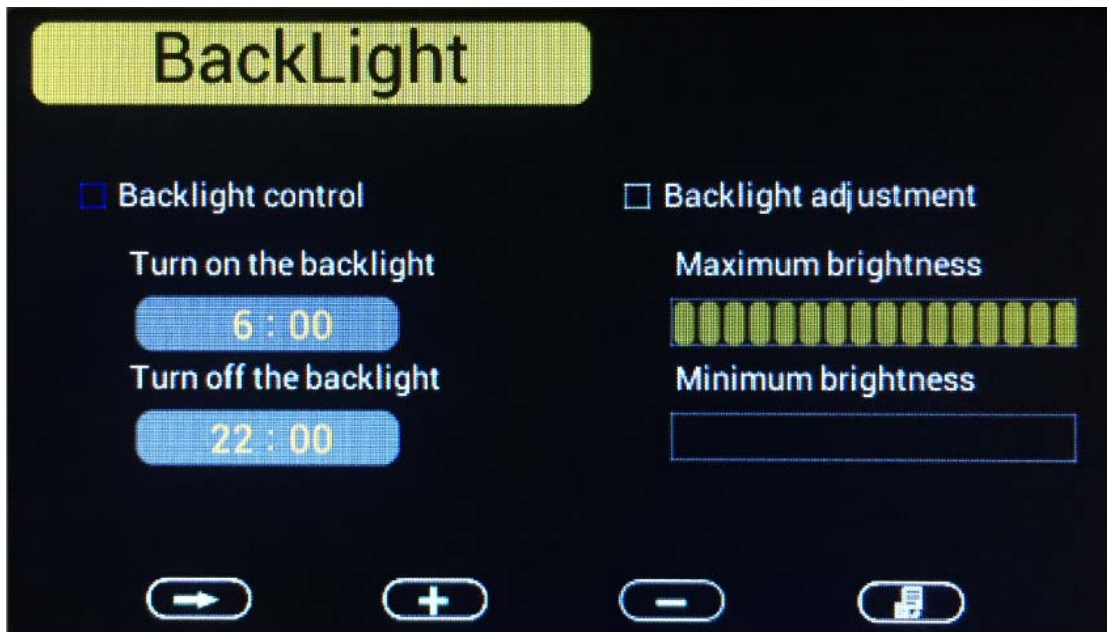 BackLight
Backlight control
Turn on the backlight
6 : 00
Turn off the backlight
22 : 00
Backlight adjustment
Maximum brightness
Minimum brightness
+
-